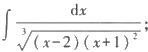 ∫ dx / ∛((x-2)(x+1)²) ;